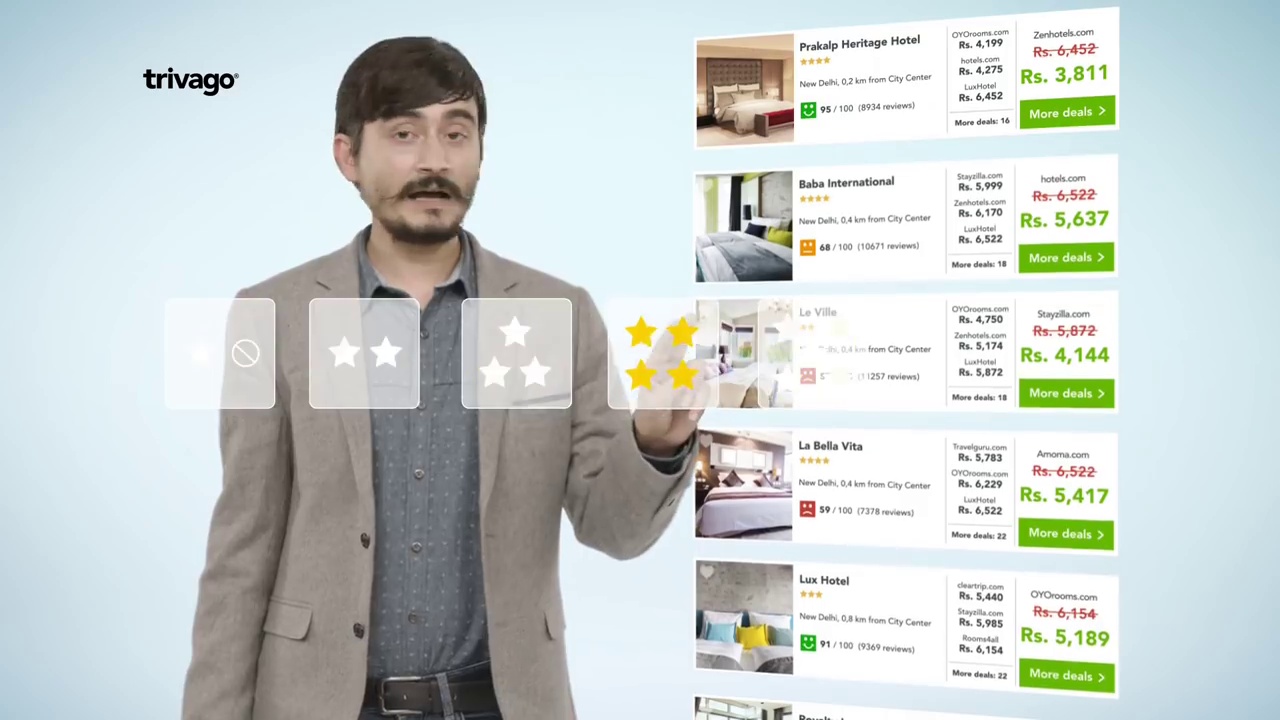 trivago
Prakalp Heritage Hotel
New Delhi, 0,2 km from City Center
95 / 100 (8934 reviews)
OYOrooms.com
Rs. 4,199
hotels.com
Rs. 4,275
LuxHotel
Rs. 6,452
More deals: 16
Zenhotels.com
Rs. 6,452
Rs. 3,811
More deals >
Baba International
New Delhi, 0,4 km from City Center
68 / 100 (10671 reviews)
Stayzilla.com
Rs. 5,999
Zenhotels.com
Rs. 6,170
LuxHotel
Rs. 6,522
More deals: 18
hotels.com
Rs. 6,522
Rs. 5,637
More deals >
Le Ville
0,4 km from City Center
11257 reviews)
OYOrooms.com
Rs. 4,750
Zenhotels.com
Rs. 5,174
LuxHotel
Rs. 5,872
More deals: 18
Stayzilla.com
Rs. 5,872
Rs. 4,144
More deals >
La Bella Vita
New Delhi, 0,4 km from City Center
59 / 100 (7378 reviews)
Travelguru.com
Rs. 5,783
OYOrooms.com
Rs. 6,229
LuxHotel
Rs. 6,522
More deals: 22
Amoma.com
Rs. 6,522
Rs. 5,417
More deals >
Lux Hotel
New Delhi, 0,8 km from City Center
91 / 100 (9369 reviews)
cleartrip.com
Rs. 5,440
Stayzilla.com
Rs. 5,985
Rooms4all
Rs. 6,154
More deals: 22
OYOrooms.com
Rs. 6,154
Rs. 5,189
More deals >